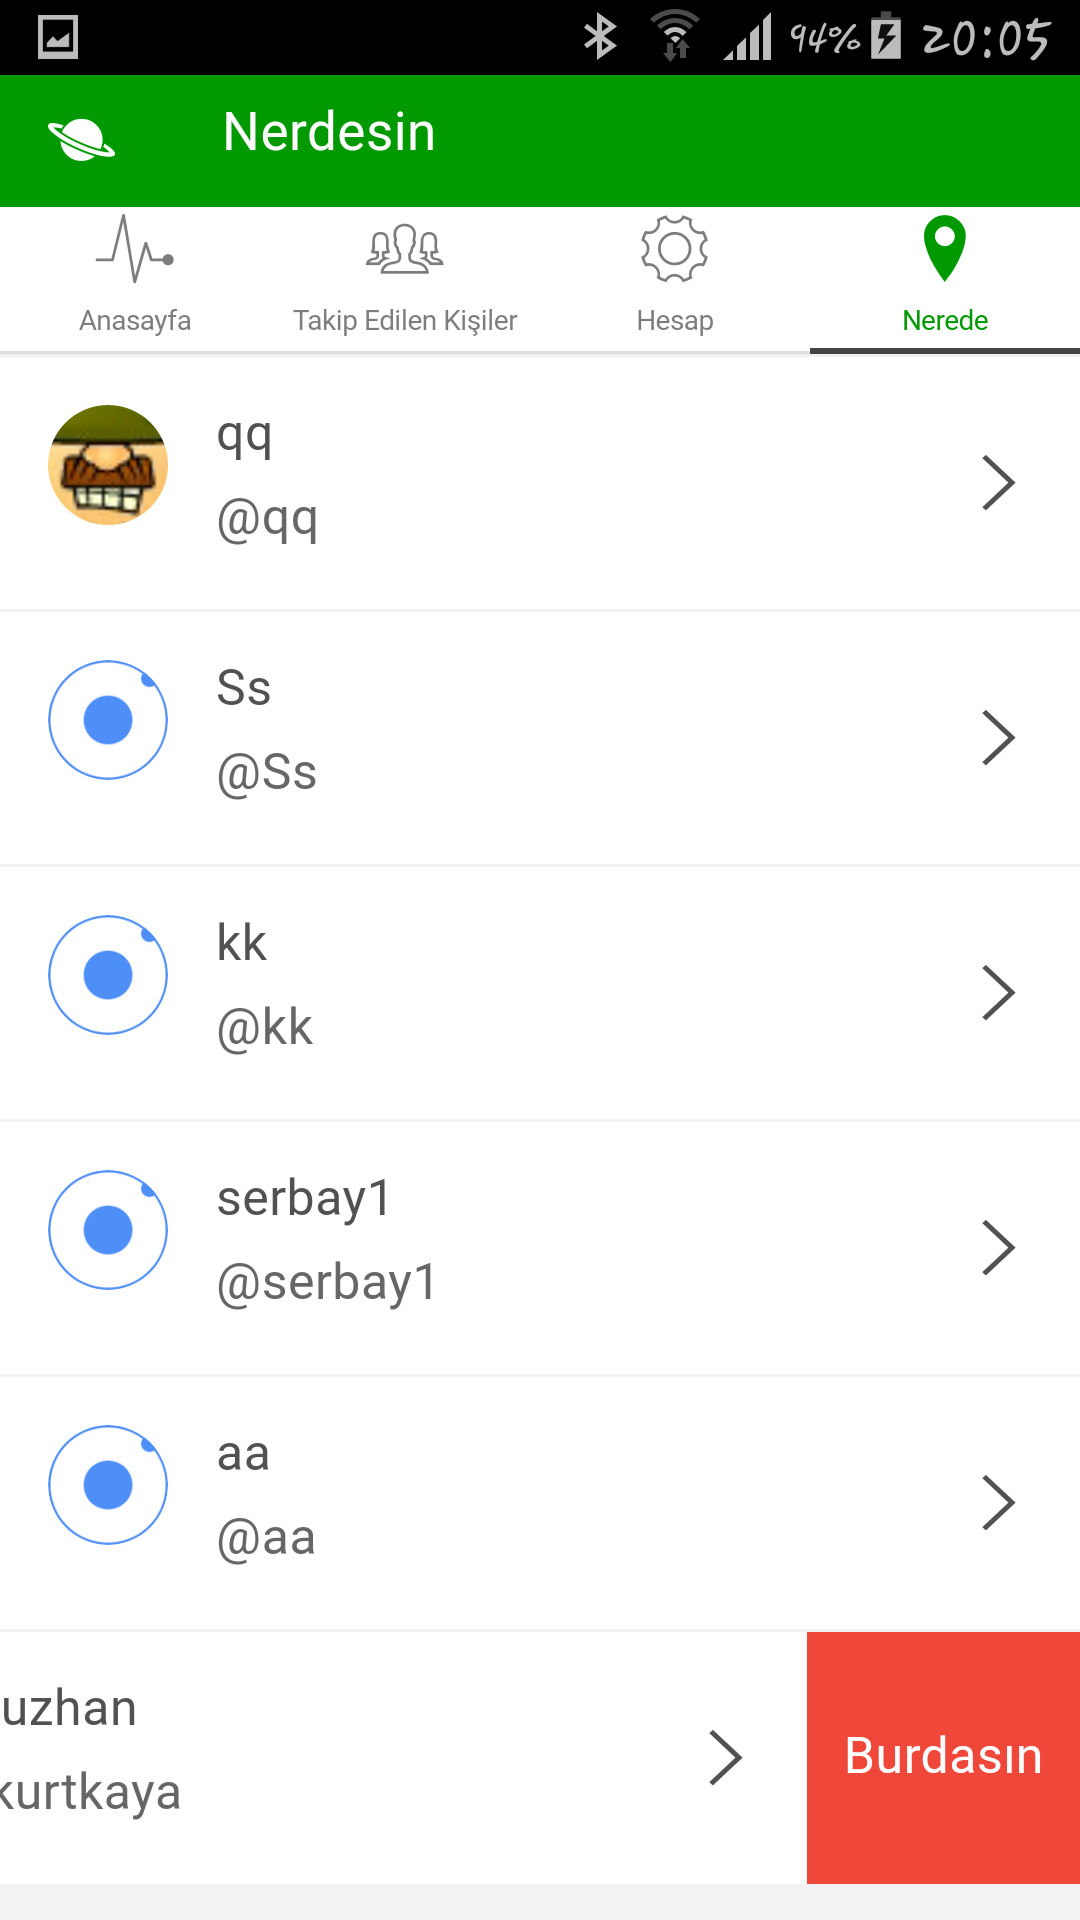 94% 20:05
Nerdesin
Anasayfa Takip Edilen Kişiler Hesap Nerede
qq
@qq
Ss
@Ss
kk
@kk
serbay1
@serbay1
aa
@aa
uzhan
kurtkaya
Burdasın